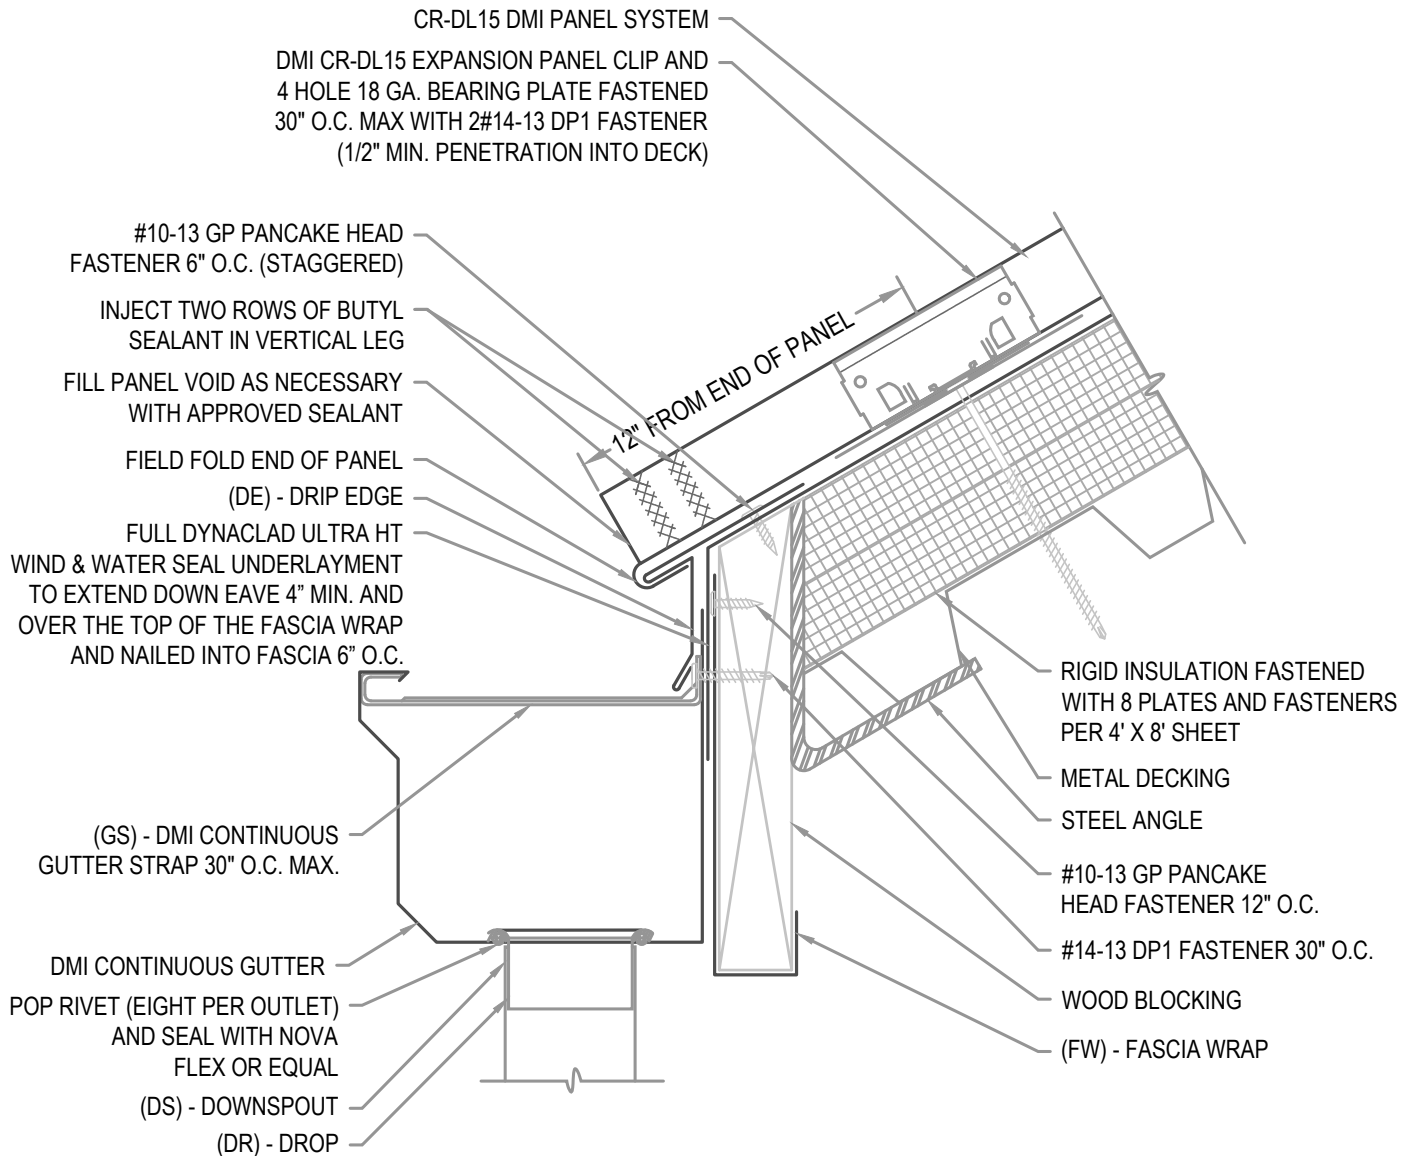 CR-DL15 DMI PANEL SYSTEM
DMI CR-DL15 EXPANSION PANEL CLIP AND
4 HOLE 18 GA. BEARING PLATE FASTENED
30" O.C. MAX WITH 2#14-13 DP1 FASTENER
(1/2" MIN. PENETRATION INTO DECK)
#10-13 GP PANCAKE HEAD
FASTENER 6" O.C. (STAGGERED)
INJECT TWO ROWS OF BUTYL
SEALANT IN VERTICAL LEG
FILL PANEL VOID AS NECESSARY
WITH APPROVED SEALANT
FIELD FOLD END OF PANEL
(DE) - DRIP EDGE
FULL DYNACLAD ULTRA HT
WIND & WATER SEAL UNDERLAYMENT
TO EXTEND DOWN EAVE 4” MIN. AND
OVER THE TOP OF THE FASCIA WRAP
AND NAILED INTO FASCIA 6” O.C.
(GS) - DMI CONTINUOUS
GUTTER STRAP 30" O.C. MAX.
DMI CONTINUOUS GUTTER
POP RIVET (EIGHT PER OUTLET)
AND SEAL WITH NOVA
FLEX OR EQUAL
(DS) - DOWNSPOUT
(DR) - DROP
12" FROM END OF PANEL
RIGID INSULATION FASTENED
WITH 8 PLATES AND FASTENERS
PER 4' X 8' SHEET
METAL DECKING
STEEL ANGLE
#10-13 GP PANCAKE
HEAD FASTENER 12" O.C.
#14-13 DP1 FASTENER 30" O.C.
WOOD BLOCKING
(FW) - FASCIA WRAP